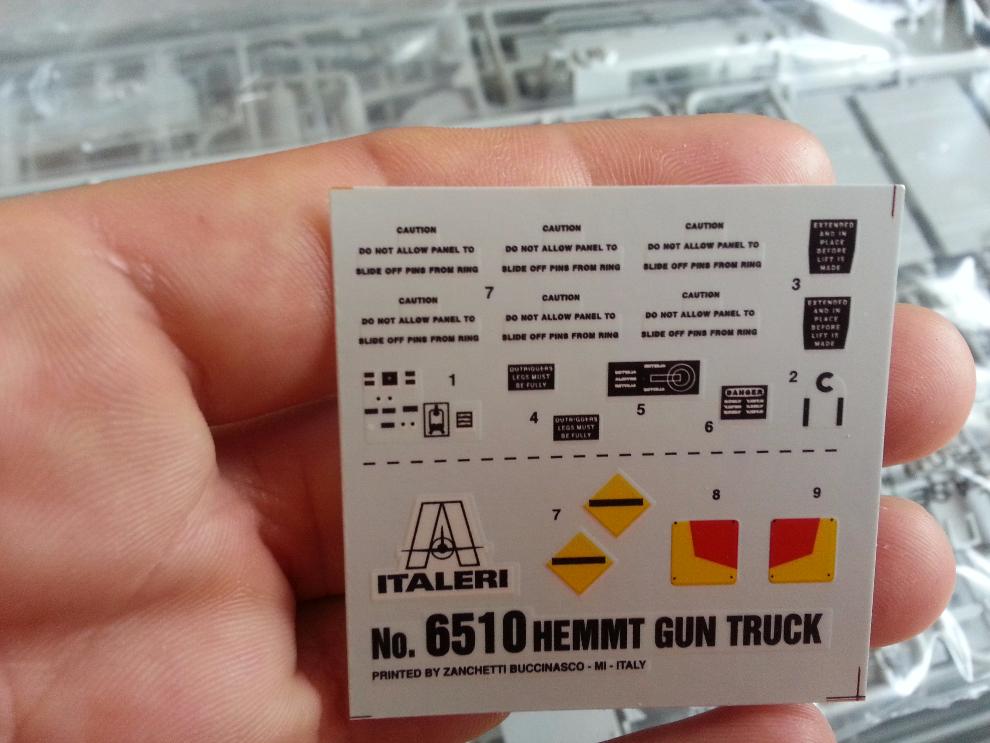 CAUTION
DO NOT ALLOW PANEL TO
SLIDE OFF PINS FROM RING
CAUTION
DO NOT ALLOW PANEL TO
SLIDE OFF PINS FROM RING
CAUTION
DO NOT ALLOW PANEL TO
SLIDE OFF PINS FROM RING
EXTENDED
AND IN
PLACE
BEFORE
LIFT IS
MADE
7
3
CAUTION
DO NOT ALLOW PANEL TO
SLIDE OFF PINS FROM RING
CAUTION
DO NOT ALLOW PANEL TO
SLIDE OFF PINS FROM RING
CAUTION
DO NOT ALLOW PANEL TO
SLIDE OFF PINS FROM RING
EXTENDED
AND IN
PLACE
BEFORE
LIFT IS
MADE
1
OUTRIGGERS
LEGS MUST
BE FULLY
4
OUTRIGGERS
LEGS MUST
BE FULLY
5
DANGER
6
2
C
ITALERI
7
8
9
No. 6510 HEMMT GUN TRUCK
PRINTED BY ZANCHETTI BUCCINASCO - MI - ITALY